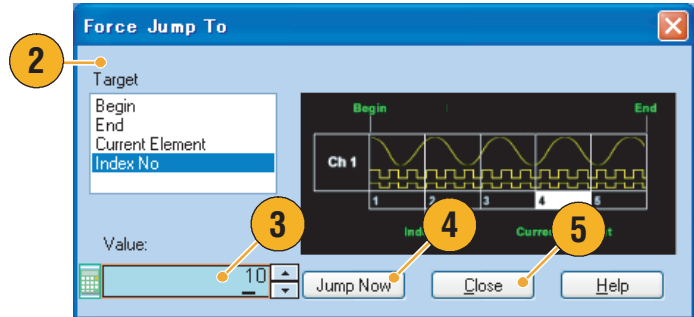 Force Jump To
2
Target
Begin
End
Current Element
Index No
Begin
End
Ch 1
1 2 3 4 5
Value:
3
4
5
10
Jump Now
Close
Help